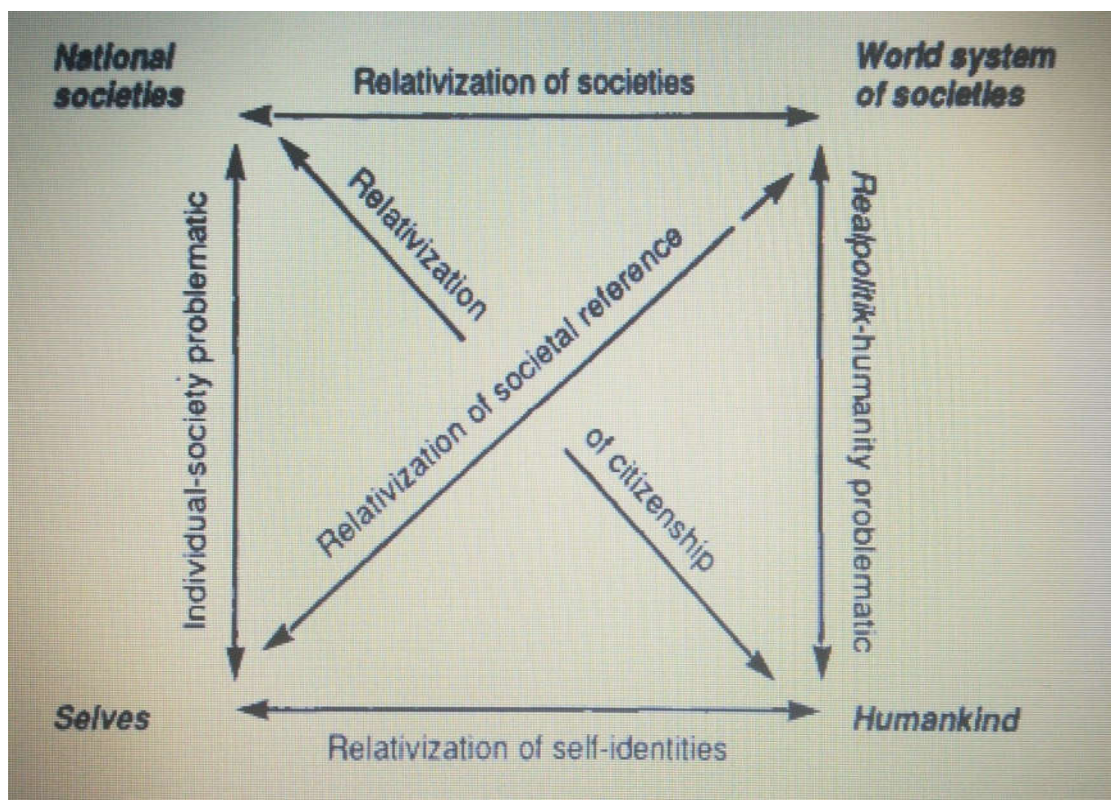 National
societies
Relativization of societies
World system
of societies
Individual-society problematic
Relativization
Relativization of societal reference
of citizenship
Realpolitik-humanity problematic
Selves
Relativization of self-identities
Humankind